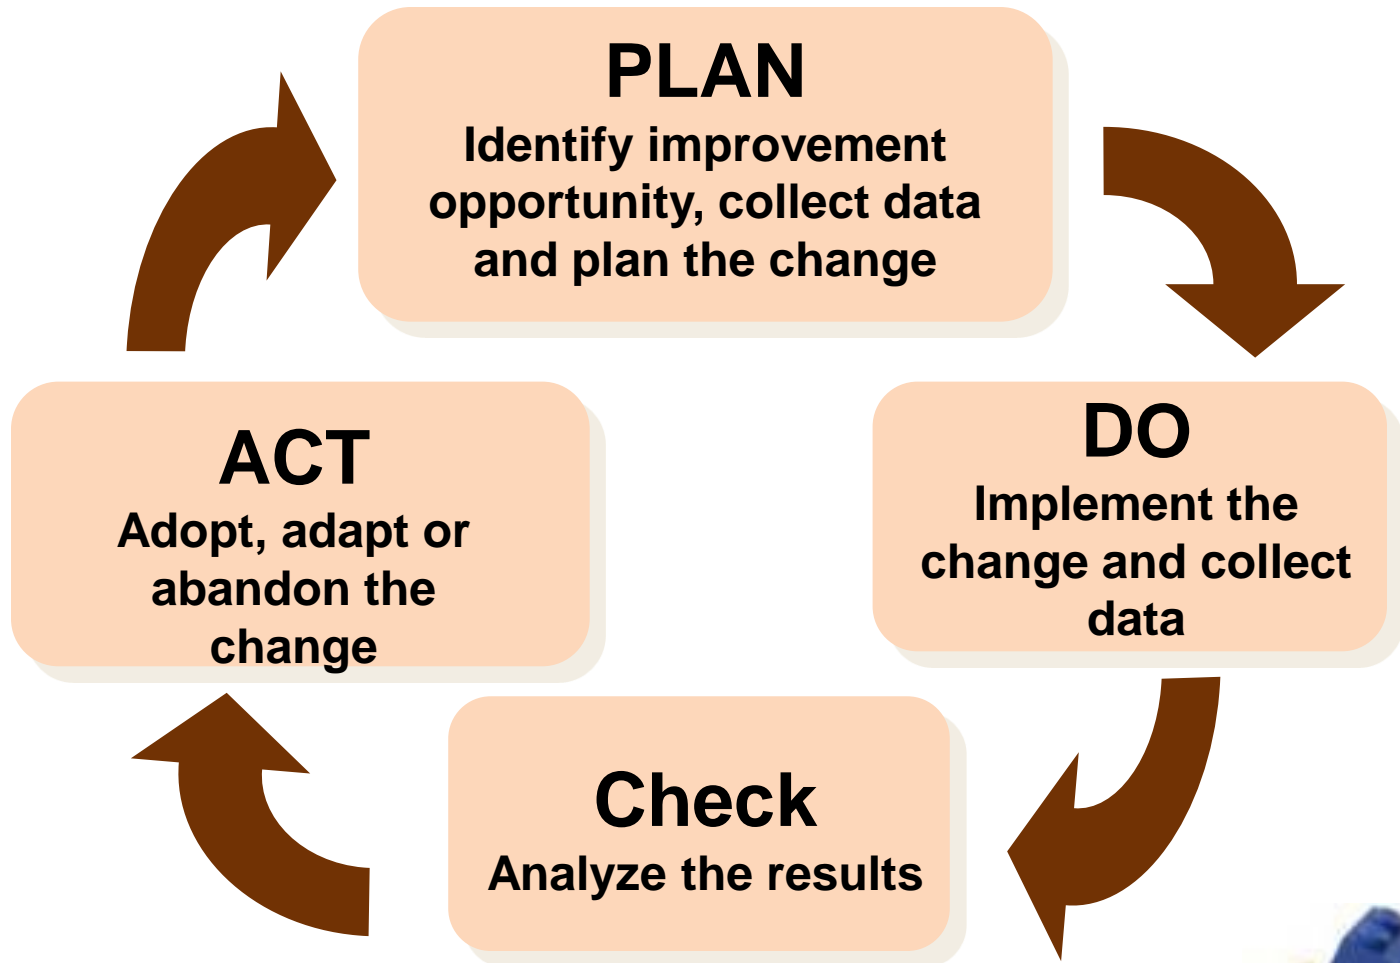 PLAN
Identify improvement
opportunity, collect data
and plan the change
DO
Implement the
change and collect
data
Check
Analyze the results
ACT
Adopt, adapt or
abandon the
change